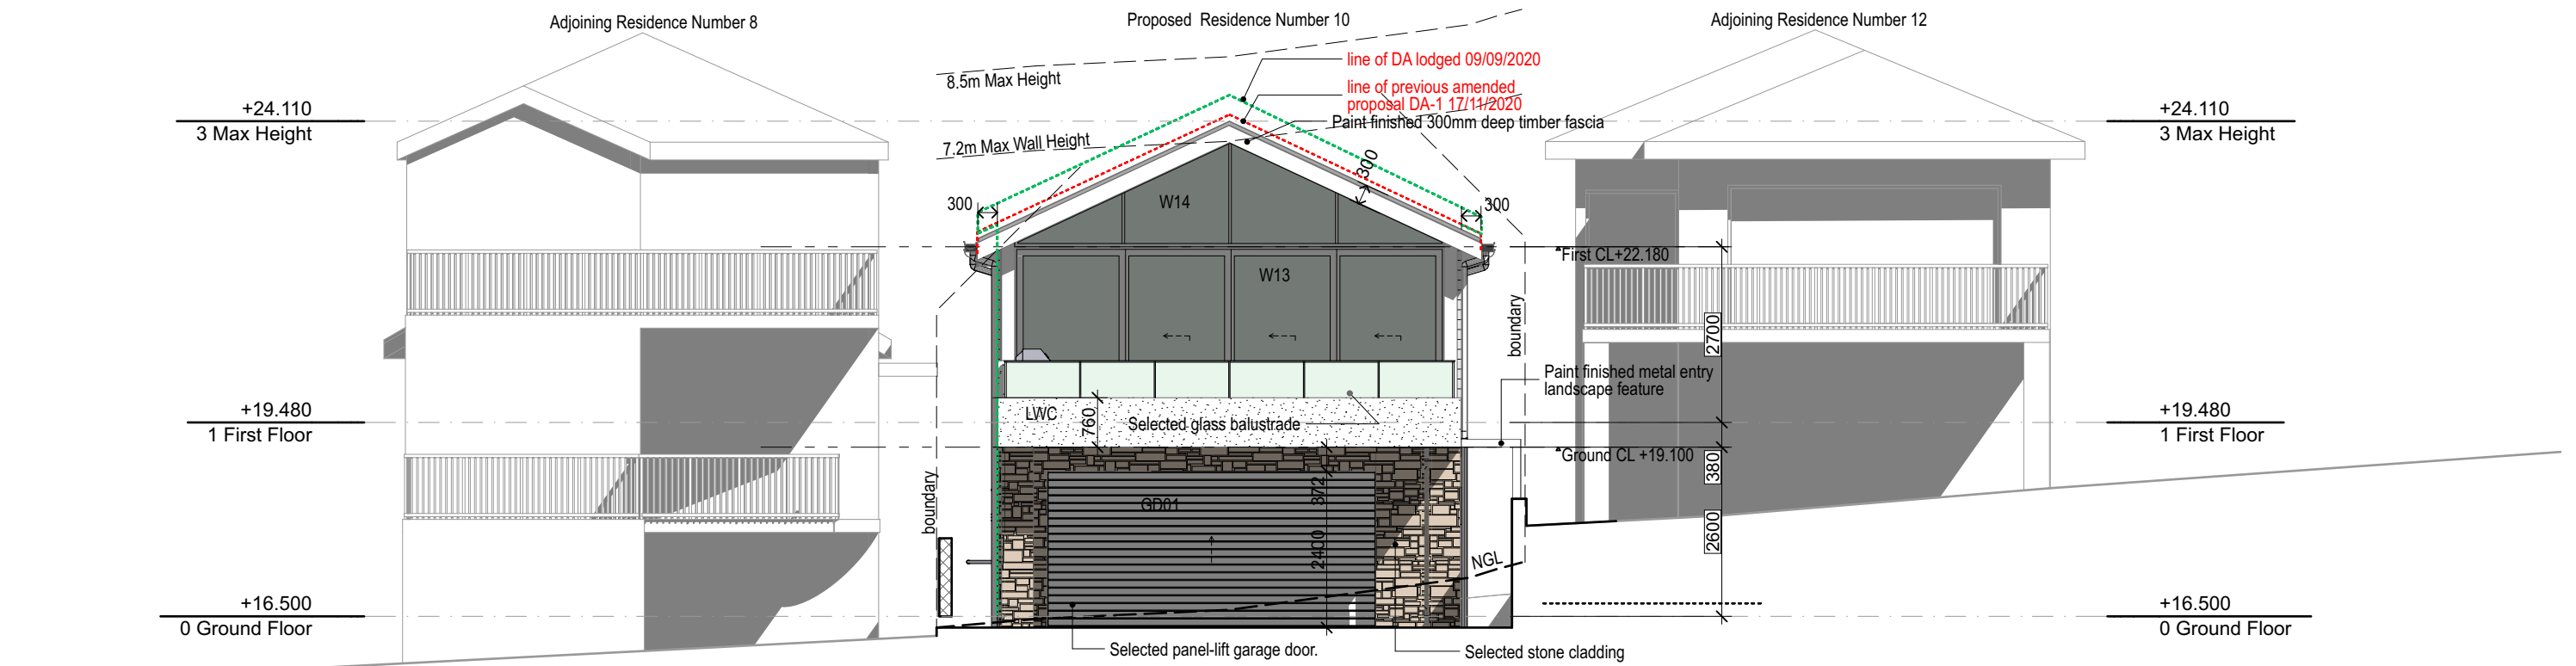 Adjoining Residence Number 8
Proposed Residence Number 10
Adjoining Residence Number 12
line of DA lodged 09/09/2020
8.5m Max Height
line of previous amended
proposal DA-1 17/11/2020
+24.110
3 Max Height
+24.110
3 Max Height
Paint finished 300mm deep timber fascia
7.2m Max Wall Height
300
W14
300
300
First CL+22.180
W13
boundary
2700
Paint finished metal entry
landscape feature
+19.480
1 First Floor
LWC
760
Selected glass balustrade
+19.480
1 First Floor
Ground CL +19.100
380
boundary
GD01
372
2400
2600
NGL
+16.500
0 Ground Floor
+16.500
0 Ground Floor
Selected panel-lift garage door.
Selected stone cladding